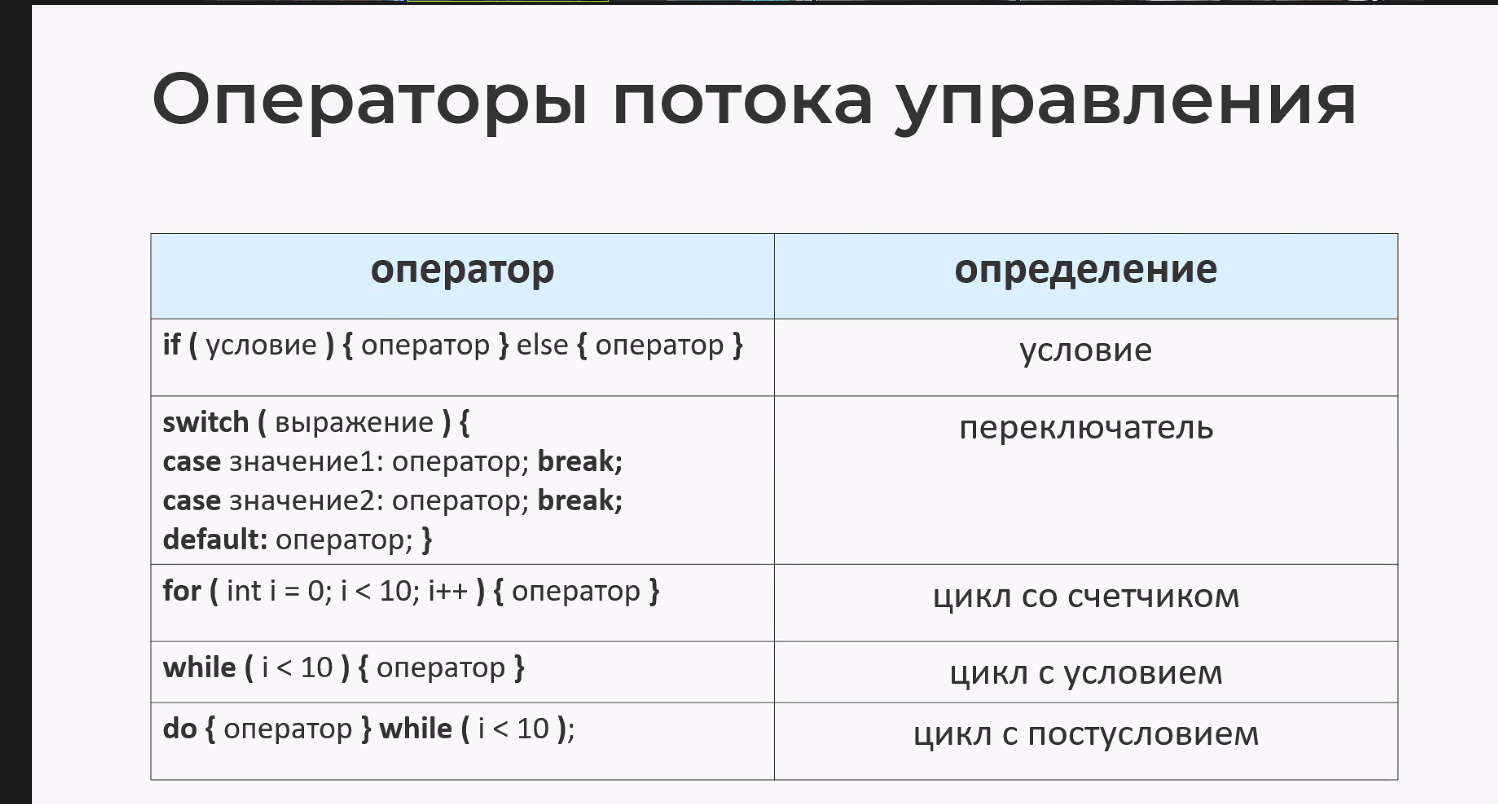 Операторы потока управления
оператор
определение
if ( условие ) { оператор } else { оператор }
условие
switch ( выражение ) {
case значение1: оператор; break;
case значение2: оператор; break;
default: оператор; }
переключатель
for ( int i = 0; i < 10; i++ ) { оператор }
цикл со счетчиком
while ( i < 10 ) { оператор }
цикл с условием
do { оператор } while ( i < 10 );
цикл с постусловием